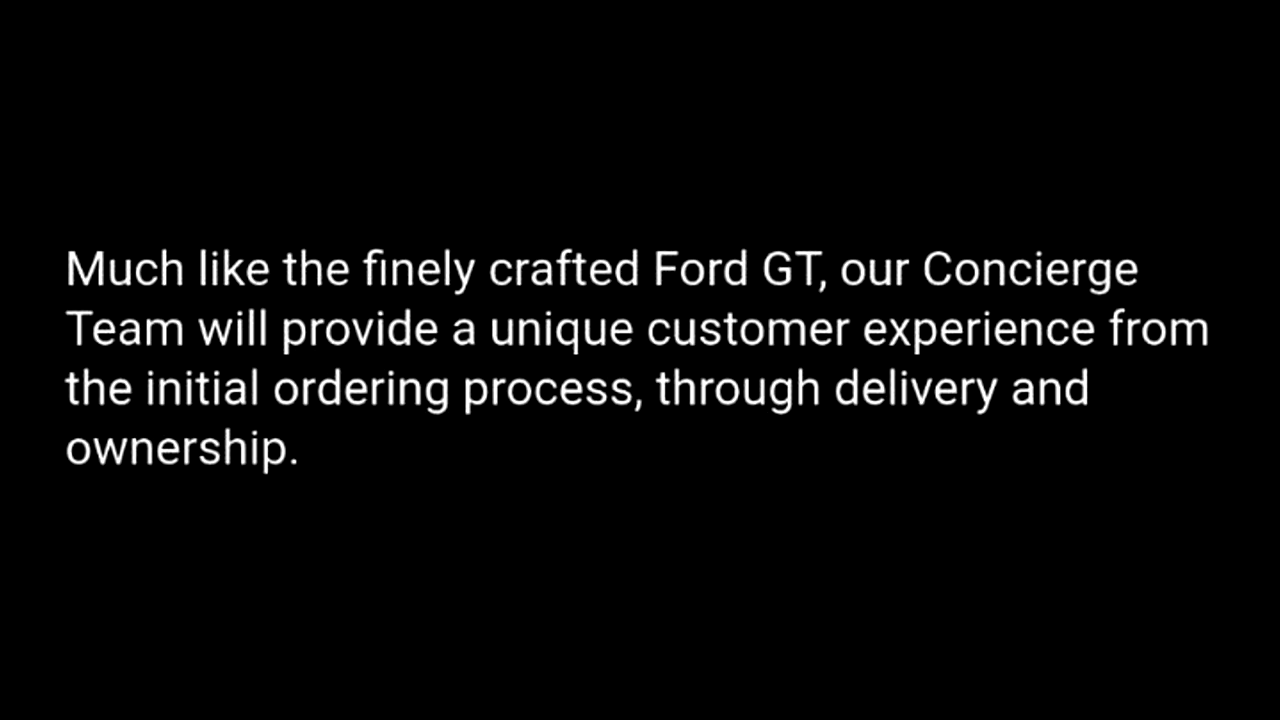 Much like the finely crafted Ford GT, our Concierge
Team will provide a unique customer experience from
the initial ordering process, through delivery and
ownership.